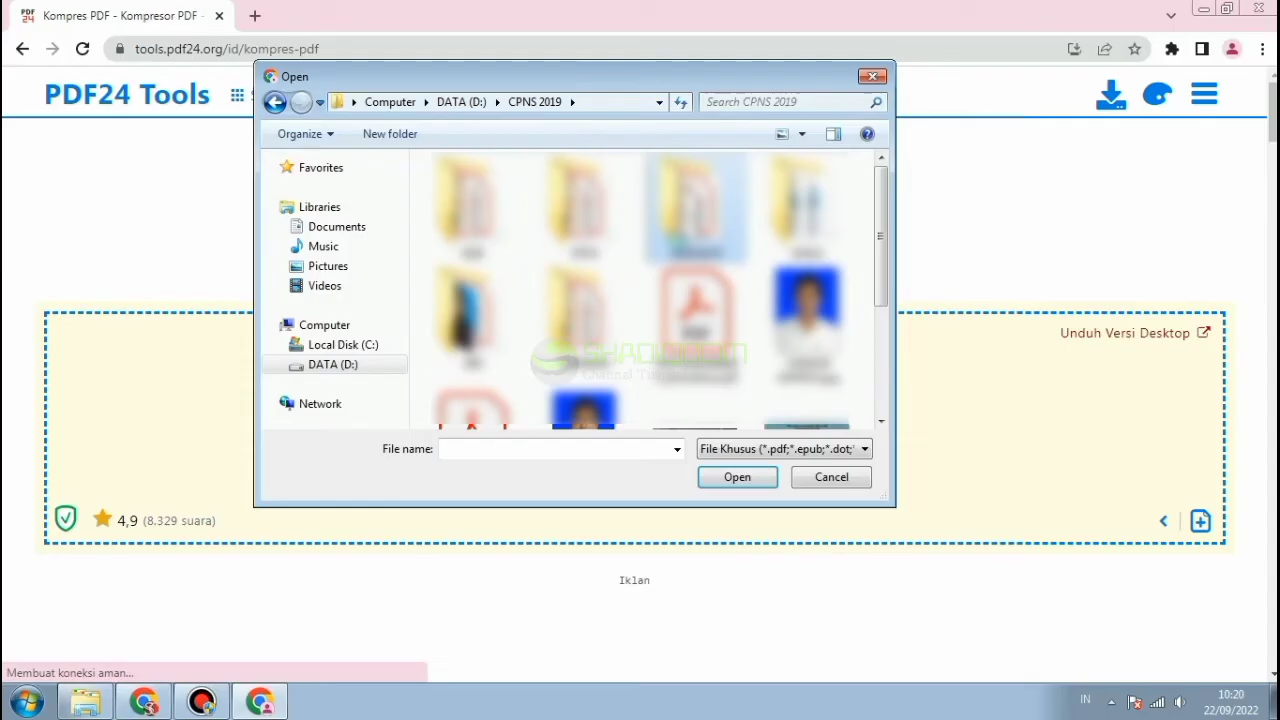 PDF
24
Kompres PDF - Kompresor PDF -
tools.pdf24.org/id/kompres-pdf
Open
PDF24 Tools
Computer
DATA (D:)
CPNS 2019
Search CPNS 2019
Organize
New folder
Favorites
Libraries
Documents
Music
Pictures
Videos
Computer
Local Disk (C:)
DATA (D:)
Network
Unduh Versi Desktop
File name:
File Khusus (*.pdf;*.epub;*.dot;*
Open
Cancel
4,9 (8.329 suara)
Iklan
Membuat koneksi aman...
IN
10:20
22/09/2022